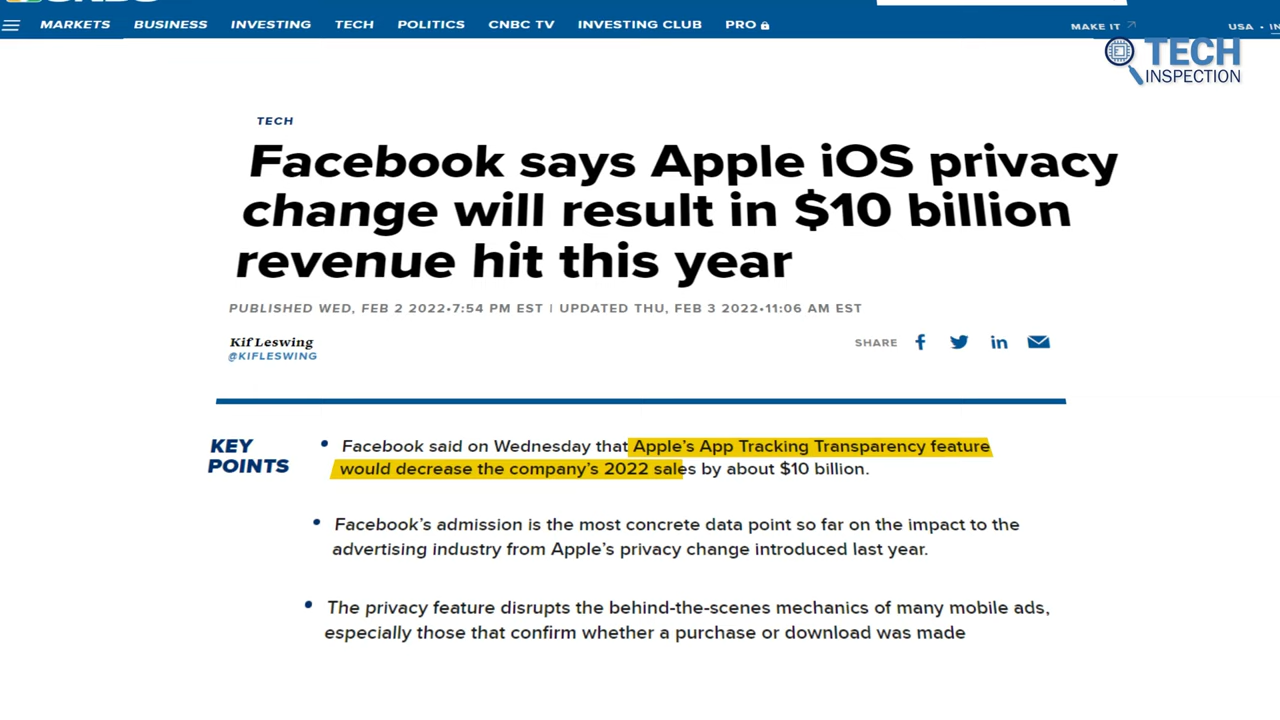 MARKETS BUSINESS INVESTING TECH POLITICS CNBC TV INVESTING CLUB PRO
MAKE IT USA •
TECH
INSPECTION
TECH
Facebook says Apple iOS privacy
change will result in $10 billion
revenue hit this year
PUBLISHED WED, FEB 2 2022•7:54 PM EST | UPDATED THU, FEB 3 2022•11:06 AM EST
Kif Leswing
@KIFLESWING
SHARE
KEY
POINTS
• Facebook said on Wednesday that Apple's App Tracking Transparency feature
would decrease the company's 2022 sales by about $10 billion.
• Facebook's admission is the most concrete data point so far on the impact to the
advertising industry from Apple's privacy change introduced last year.
• The privacy feature disrupts the behind-the-scenes mechanics of many mobile ads,
especially those that confirm whether a purchase or download was made